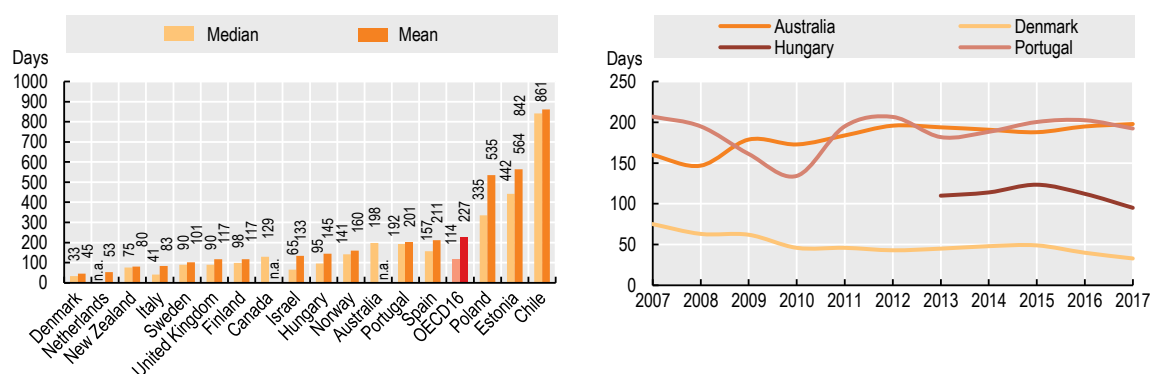 Median Mean
Days
1000
900
800
700
600
500
400
300
200
100
0
33 45
n.a. 53
75 80
41 83
90 101
90 117
98 117
129 n.a.
65 133
95 145
141 160
198 n.a.
192 201
157 211
114 227
335 535
442 564
842 861
Denmark
Netherlands
New Zealand
Italy
Sweden
United Kingdom
Finland
Canada
Israel
Hungary
Norway
Australia
Portugal
Spain
OECD16
Poland
Estonia
Chile
Australia Denmark
Hungary Portugal
Days
250
200
150
100
50
0
2007 2008 2009 2010 2011 2012 2013 2014 2015 2016 2017